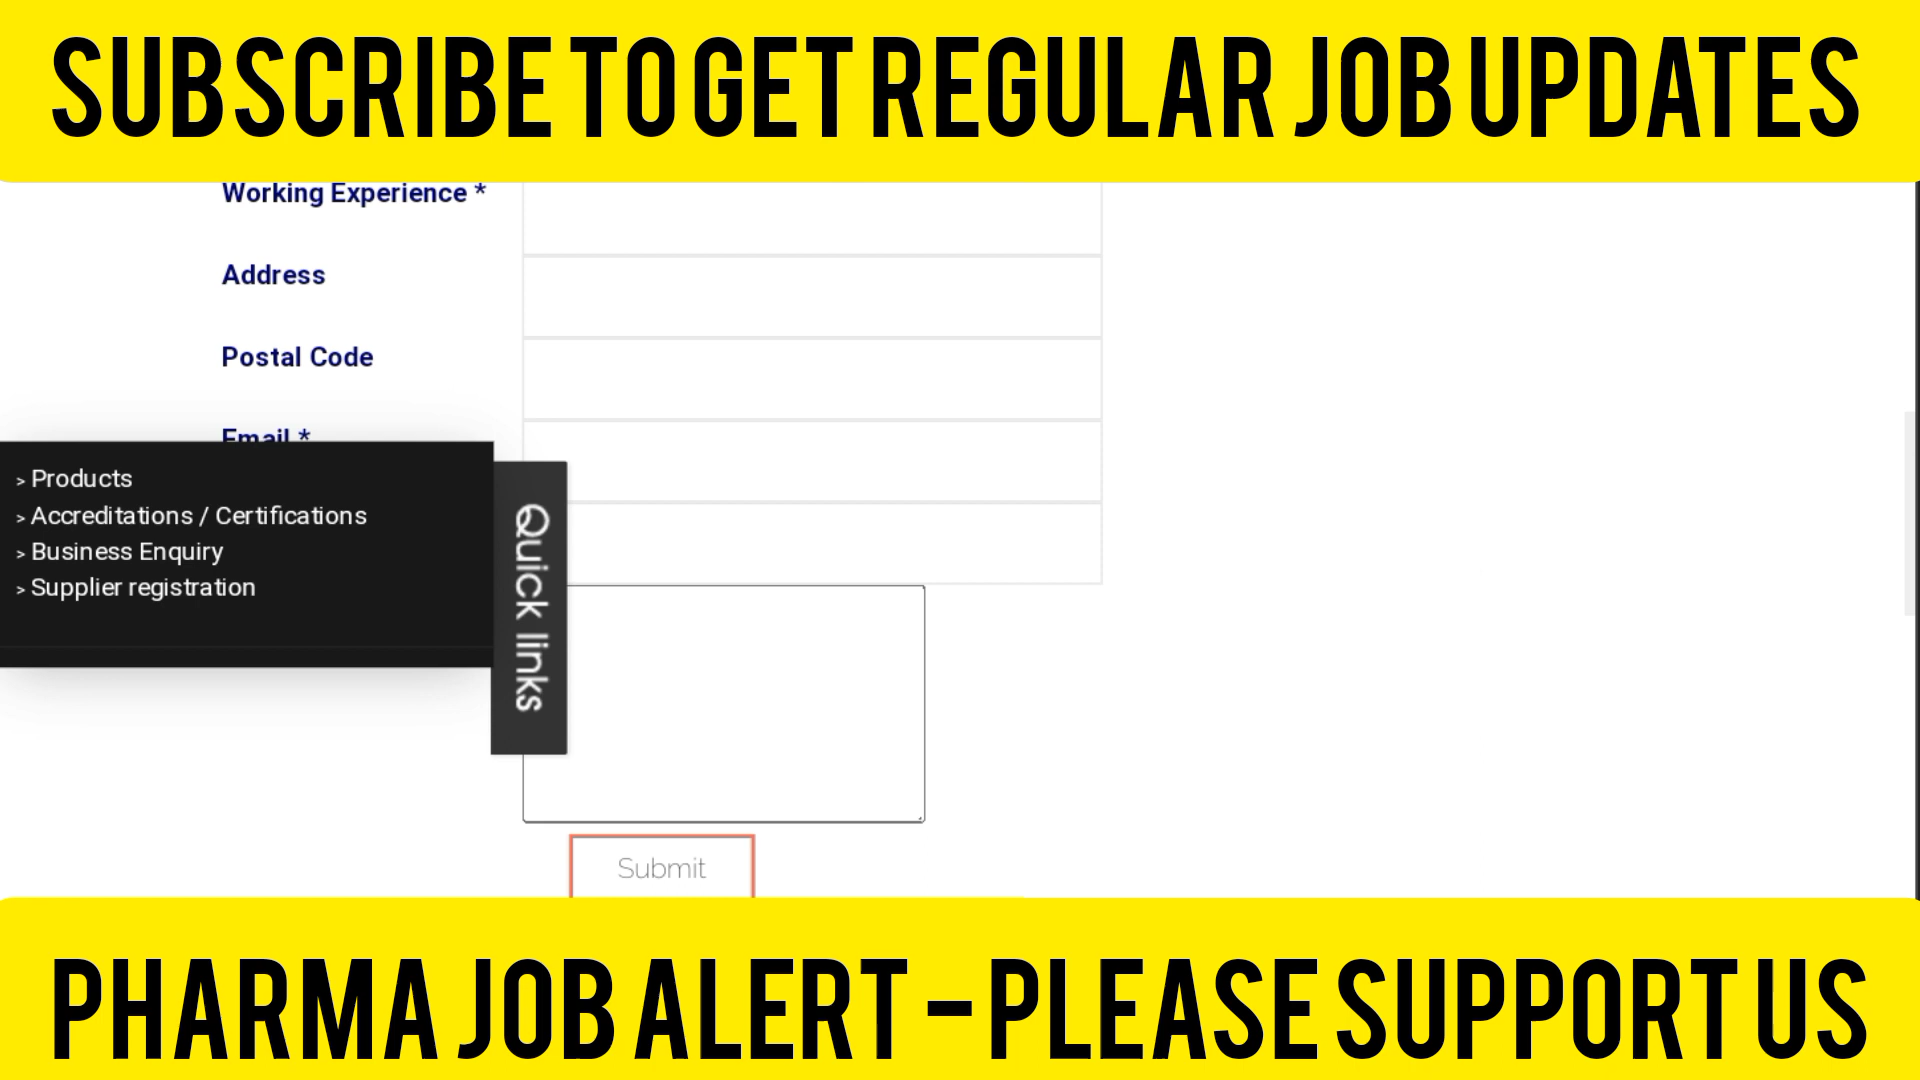 SUBSCRIBE TO GET REGULAR JOB UPDATES
Working Experience *
Address
Postal Code
Email *
> Products
> Accreditations / Certifications
> Business Enquiry
> Supplier registration
Quick links
Submit
PHARMA JOB ALERT - PLEASE SUPPORT US